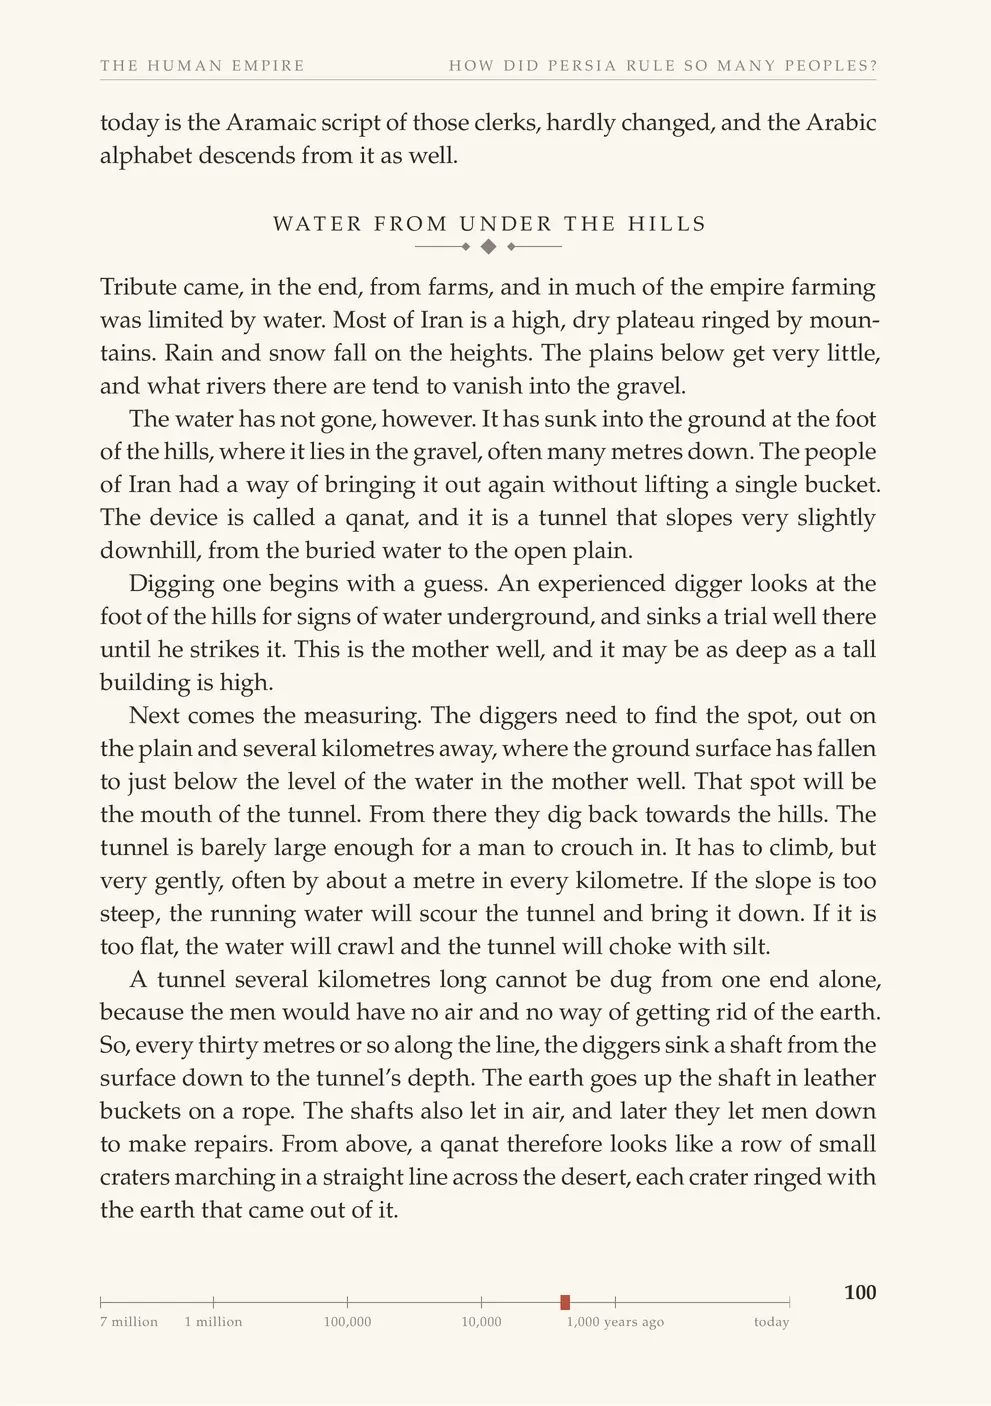 THE HUMAN EMPIRE HOW DID PERSIA RULE SO MANY PEOPLES?
today is the Aramaic script of those clerks, hardly changed, and the Arabic
alphabet descends from it as well.
WATER FROM UNDER THE HILLS
Tribute came, in the end, from farms, and in much of the empire farming
was limited by water. Most of Iran is a high, dry plateau ringed by moun-
tains. Rain and snow fall on the heights. The plains below get very little,
and what rivers there are tend to vanish into the gravel.
The water has not gone, however. It has sunk into the ground at the foot
of the hills, where it lies in the gravel, often many metres down. The people
of Iran had a way of bringing it out again without lifting a single bucket.
The device is called a qanat, and it is a tunnel that slopes very slightly
downhill, from the buried water to the open plain.
Digging one begins with a guess. An experienced digger looks at the
foot of the hills for signs of water underground, and sinks a trial well there
until he strikes it. This is the mother well, and it may be as deep as a tall
building is high.
Next comes the measuring. The diggers need to find the spot, out on
the plain and several kilometres away, where the ground surface has fallen
to just below the level of the water in the mother well. That spot will be
the mouth of the tunnel. From there they dig back towards the hills. The
tunnel is barely large enough for a man to crouch in. It has to climb, but
very gently, often by about a metre in every kilometre. If the slope is too
steep, the running water will scour the tunnel and bring it down. If it is
too flat, the water will crawl and the tunnel will choke with silt.
A tunnel several kilometres long cannot be dug from one end alone,
because the men would have no air and no way of getting rid of the earth.
So, every thirty metres or so along the line, the diggers sink a shaft from the
surface down to the tunnel's depth. The earth goes up the shaft in leather
buckets on a rope. The shafts also let in air, and later they let men down
to make repairs. From above, a qanat therefore looks like a row of small
craters marching in a straight line across the desert, each crater ringed with
the earth that came out of it.
100
7 million 1 million 100,000 10,000 1,000 years ago today